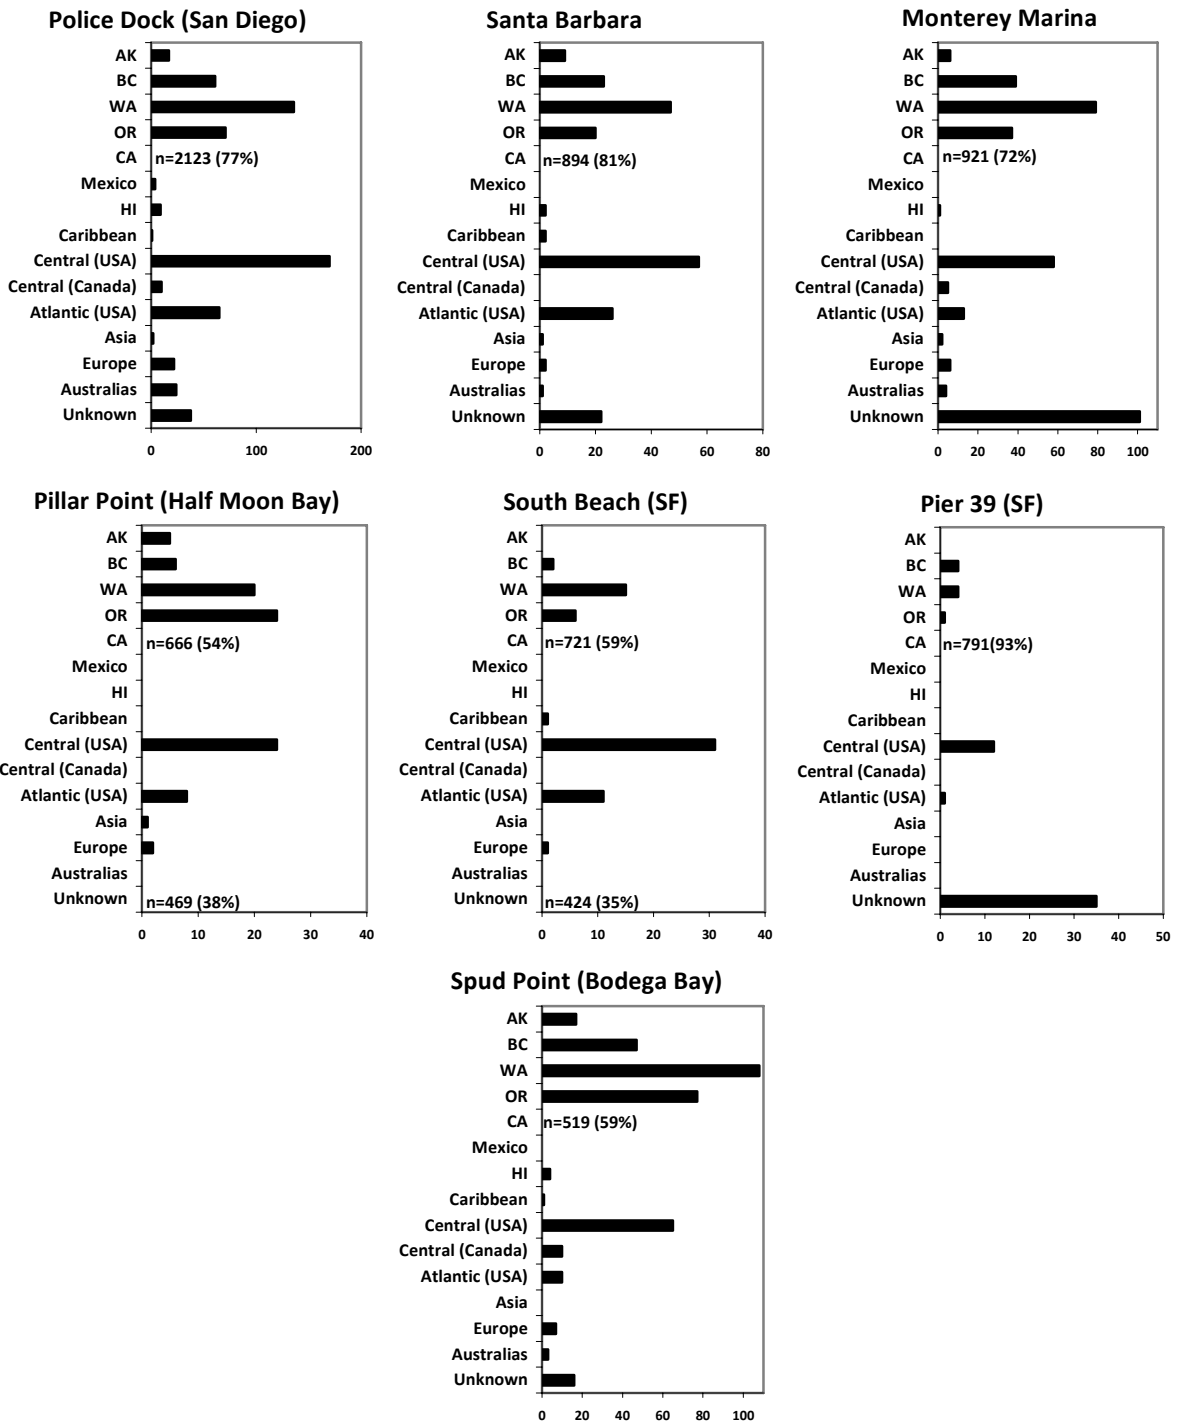 Police Dock (San Diego)
AK
BC
WA
OR
CA n=2123 (77%)
Mexico
HI
Caribbean
Central (USA)
Central (Canada)
Atlantic (USA)
Asia
Europe
Australias
Unknown
0 100 200
Santa Barbara
AK
BC
WA
OR
CA n=894 (81%)
Mexico
HI
Caribbean
Central (USA)
Central (Canada)
Atlantic (USA)
Asia
Europe
Australias
Unknown
0 20 40 60 80
Monterey Marina
AK
BC
WA
OR
CA n=921 (72%)
Mexico
HI
Caribbean
Central (USA)
Central (Canada)
Atlantic (USA)
Asia
Europe
Australias
Unknown
0 20 40 60 80 100
Pillar Point (Half Moon Bay)
AK
BC
WA
OR
CA n=666 (54%)
Mexico
HI
Caribbean
Central (USA)
Central (Canada)
Atlantic (USA)
Asia
Europe
Australias
Unknown n=469 (38%)
0 10 20 30 40
South Beach (SF)
AK
BC
WA
OR
CA n=721 (59%)
Mexico
HI
Caribbean
Central (USA)
Central (Canada)
Atlantic (USA)
Asia
Europe
Australias
Unknown n=424 (35%)
0 10 20 30 40
Pier 39 (SF)
AK
BC
WA
OR
CA n=791(93%)
Mexico
HI
Caribbean
Central (USA)
Central (Canada)
Atlantic (USA)
Asia
Europe
Australias
Unknown
0 10 20 30 40 50
Spud Point (Bodega Bay)
AK
BC
WA
OR
CA n=519 (59%)
Mexico
HI
Caribbean
Central (USA)
Central (Canada)
Atlantic (USA)
Asia
Europe
Australias
Unknown
0 20 40 60 80 100